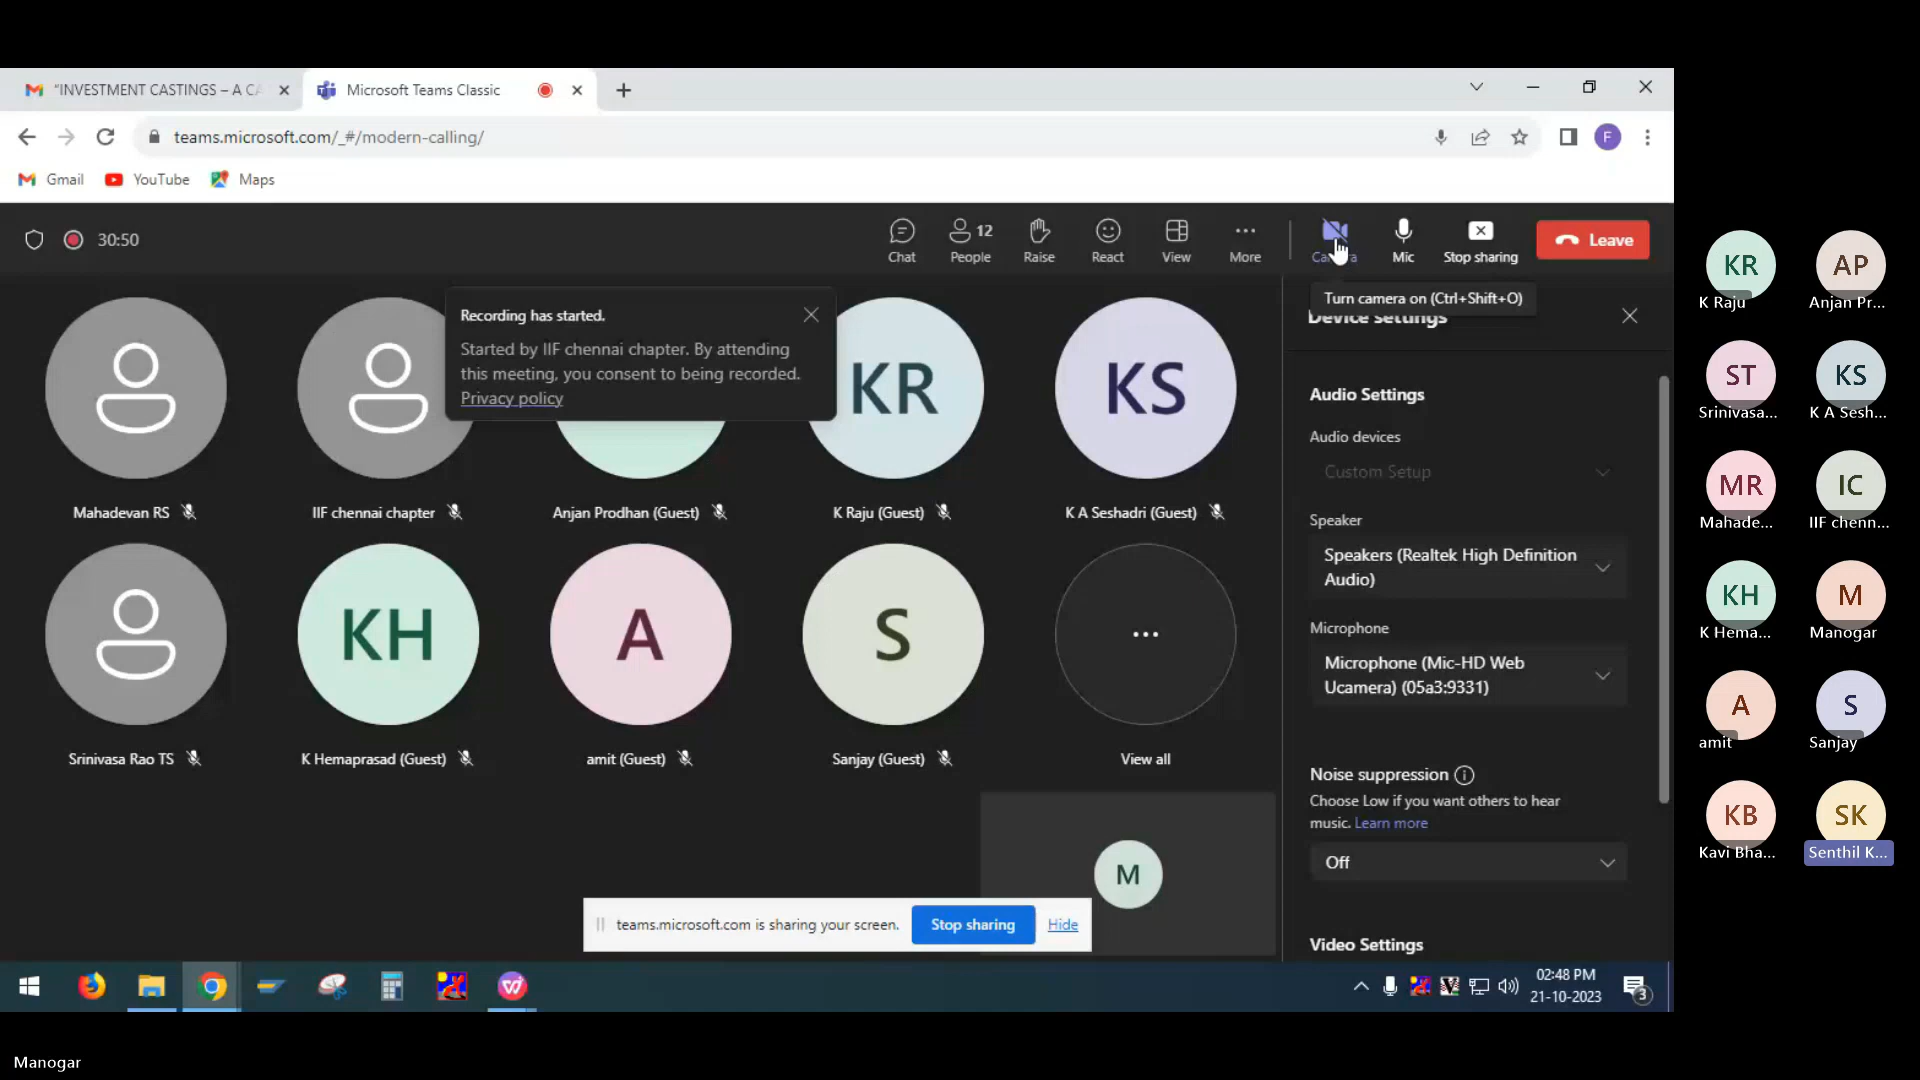 "INVESTMENT CASTINGS – A CA
Microsoft Teams Classic
teams.microsoft.com/_#/modern-calling/
F
Gmail
YouTube
Maps
30:50
Chat
12
People
Raise
React
View
More
Mic
Stop sharing
Leave
Turn camera on (Ctrl+Shift+O)
Device settings
Recording has started.
Started by IIF chennai chapter. By attending
this meeting, you consent to being recorded.
Privacy policy
KR
KS
Mahadevan RS
IIF chennai chapter
Anjan Prodhan (Guest)
K Raju (Guest)
K A Seshadri (Guest)
KH
A
S
Srinivasa Rao TS
K Hemaprasad (Guest)
amit (Guest)
Sanjay (Guest)
View all
M
teams.microsoft.com is sharing your screen.
Stop sharing
Hide
Audio Settings
Audio devices
Custom Setup
Speaker
Speakers (Realtek High Definition
Audio)
Microphone
Microphone (Mic-HD Web
Ucamera) (05a3:9331)
Noise suppression
Choose Low if you want others to hear
music. Learn more
Off
Video Settings
02:48 PM
21-10-2023
3
KR
K Raju
AP
Anjan Pr...
ST
Srinivasa...
KS
K A Sesh...
MR
Mahade...
IC
IIF chenn...
KH
K Hema...
M
Manogar
A
amit
S
Sanjay
KB
Kavi Bha...
SK
Senthil K...
Manogar